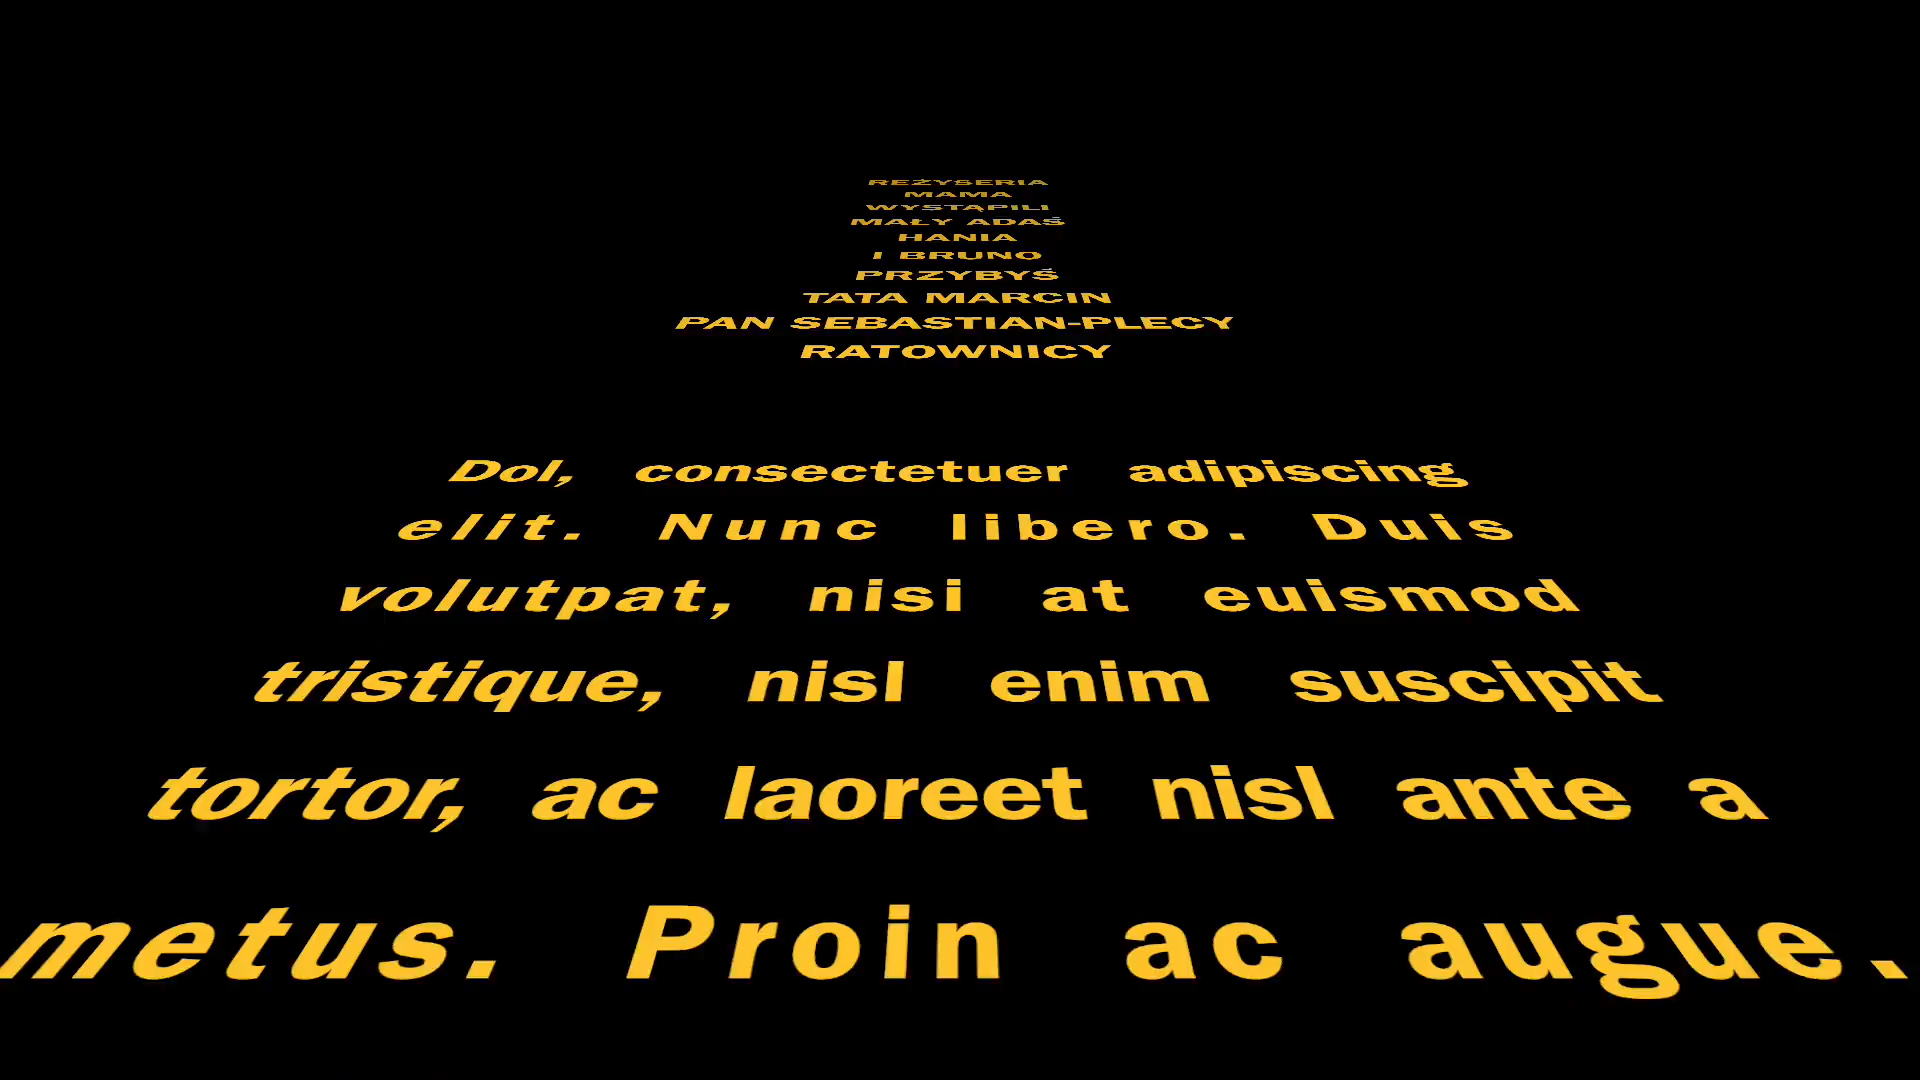 REŻYSERIA
MAMA
WYSTĄPILI
MAŁY ADAŚ
HANIA
I BRUNO
PRZYBYŚ
TATA MARCIN
PAN SEBASTIAN-PLECY
RATOWNICY
Dol, consectetuer adipiscing
elit. Nunc libero. Duis
volutpat, nisi at euismod
tristique, nisl enim suscipit
tortor, ac laoreet nisl ante a
metus. Proin ac augue.